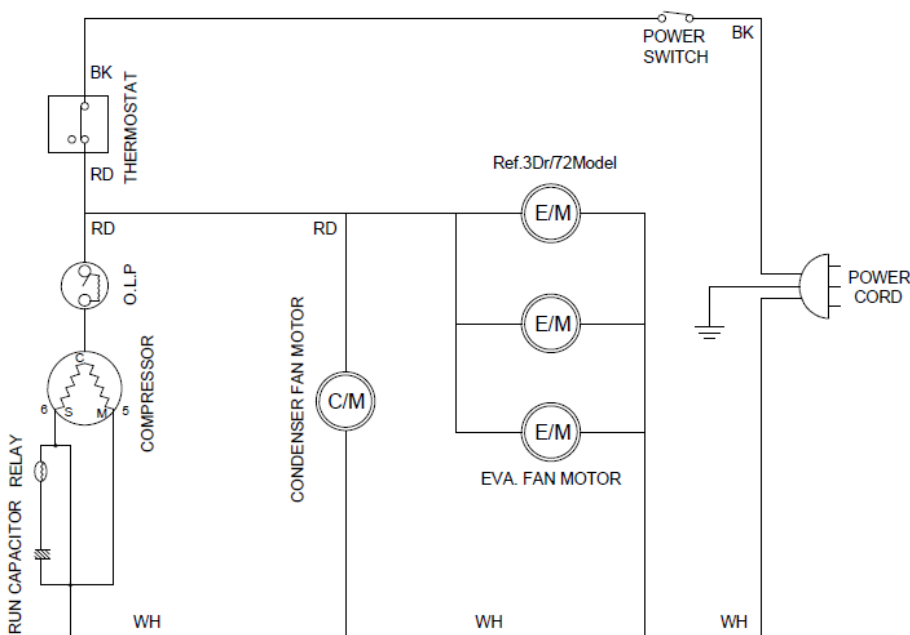 POWER
SWITCH
BK
BK
THERMOSTAT
RD
Ref.3Dr/72Model
E/M
RD
RD
O.L.P
POWER
CORD
E/M
C
COMPRESSOR
CONDENSER FAN MOTOR
C/M
6
S
M
5
E/M
EVA. FAN MOTOR
RELAY
RUN CAPACITOR
WH
WH
WH